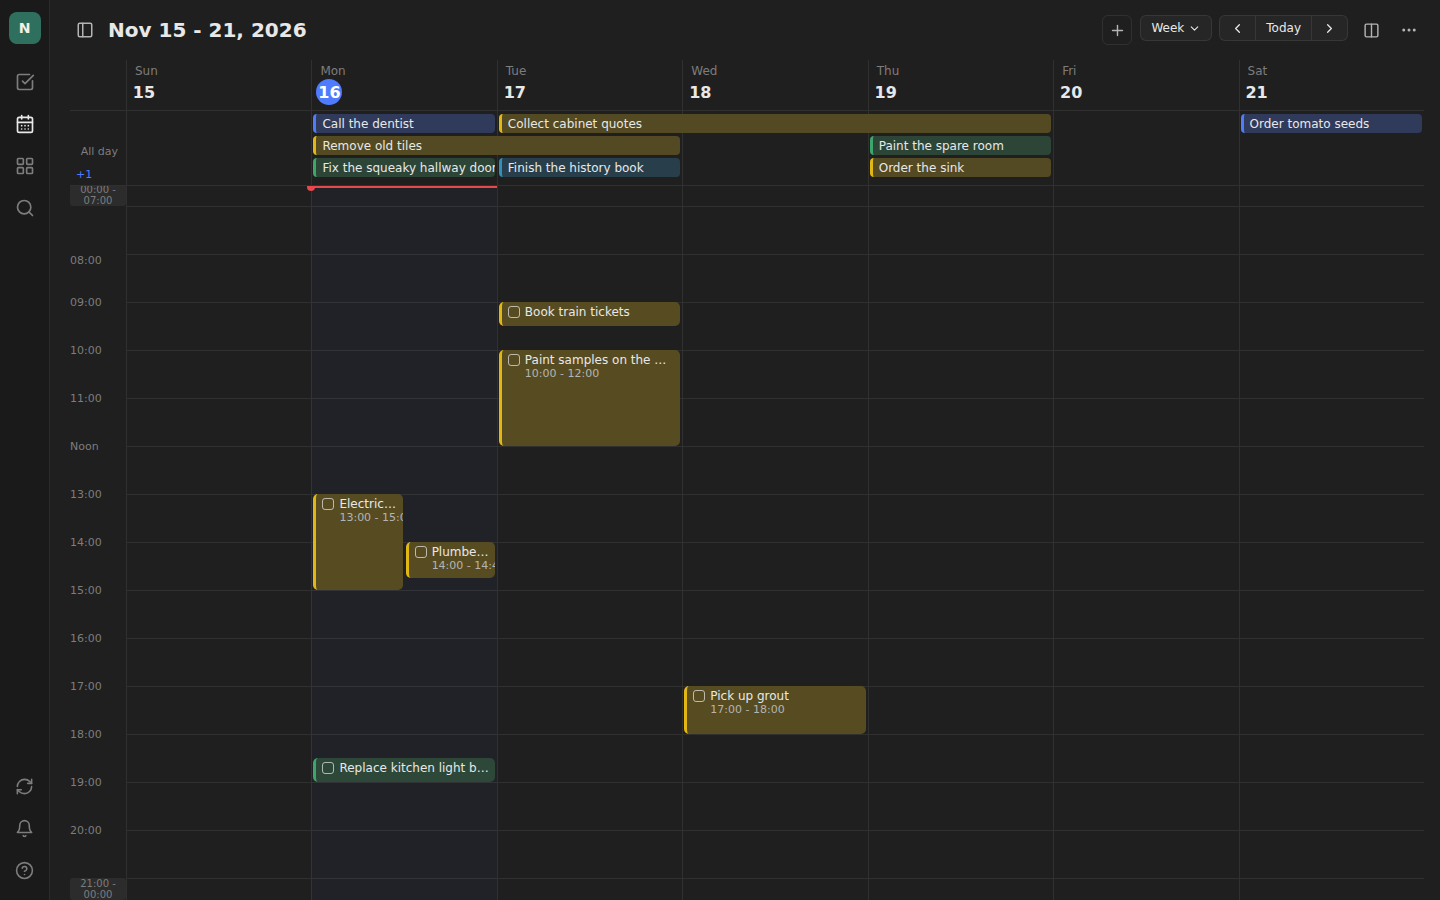 N
Nov 15 - 21, 2026
Week
Today
Sun
Mon
Tue
Wed
Thu
Fri
Sat
15
16
17
18
19
20
21
All day
+1
Call the dentist
Collect cabinet quotes
Order tomato seeds
Remove old tiles
Paint the spare room
Fix the squeaky hallway door
Finish the history book
Order the sink
00:00 -
07:00
08:00
09:00
10:00
11:00
Noon
13:00
14:00
15:00
16:00
17:00
18:00
19:00
20:00
21:00 -
00:00
Book train tickets
Paint samples on the ...
10:00 - 12:00
Electric...
13:00 - 15:0
Plumbe...
14:00 - 14:4
Pick up grout
17:00 - 18:00
Replace kitchen light b...